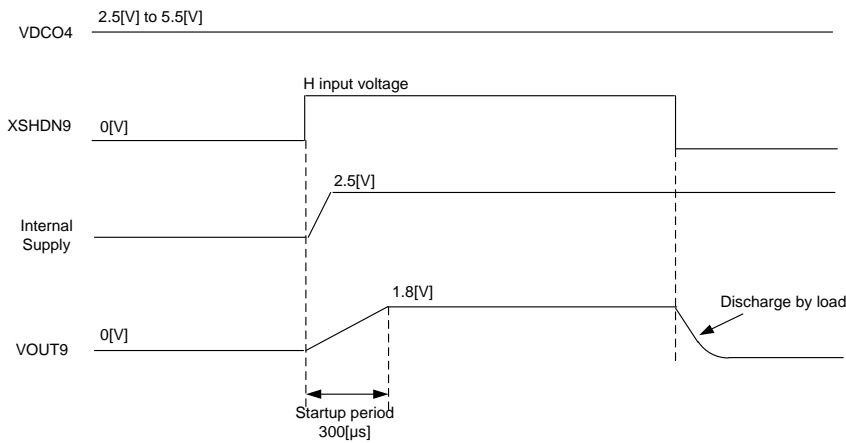 2.5[V] to 5.5[V]
VDCO4
H input voltage
XSHDN9
0[V]
2.5[V]
Internal
Supply
1.8[V]
Discharge by load
0[V]
VOUT9
Startup period
300[µs]